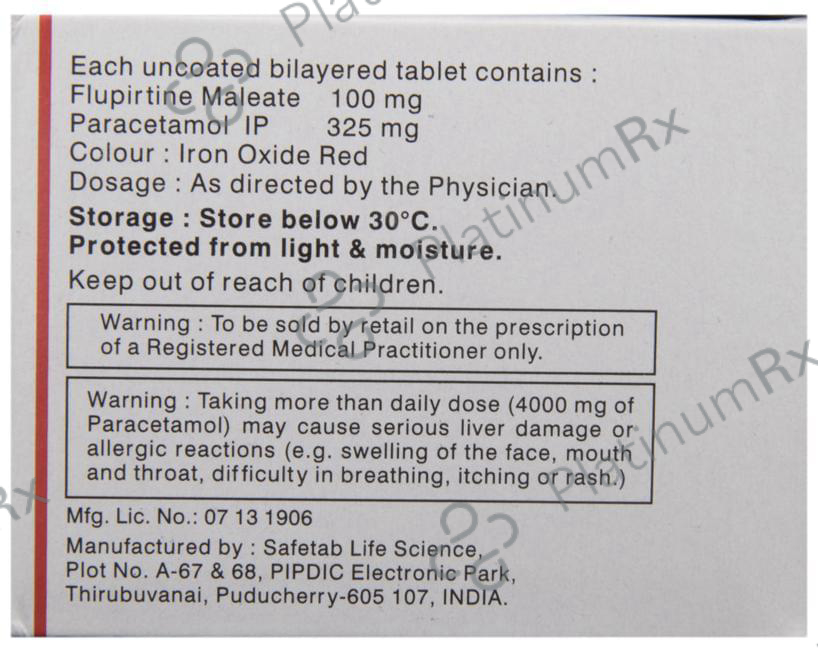 Each uncoated bilayered tablet contains :
Flupirtine Maleate 100 mg
Paracetamol IP 325 mg
Colour : Iron Oxide Red
Dosage : As directed by the Physician.
Storage : Store below 30°C.
Protected from light & moisture.
Keep out of reach of children.
Warning : To be sold by retail on the prescription
of a Registered Medical Practitioner only.
Warning : Taking more than daily dose (4000 mg of
Paracetamol) may cause serious liver damage or
allergic reactions (e.g. swelling of the face, mouth
and throat, difficulty in breathing, itching or rash.)
Mfg. Lic. No.: 07 13 1906
Manufactured by : Safetab Life Science,
Plot No. A-67 & 68, PIPDIC Electronic Park,
Thirubuvanai, Puducherry-605 107, INDIA.
PlatinumRx
PlatinumRx